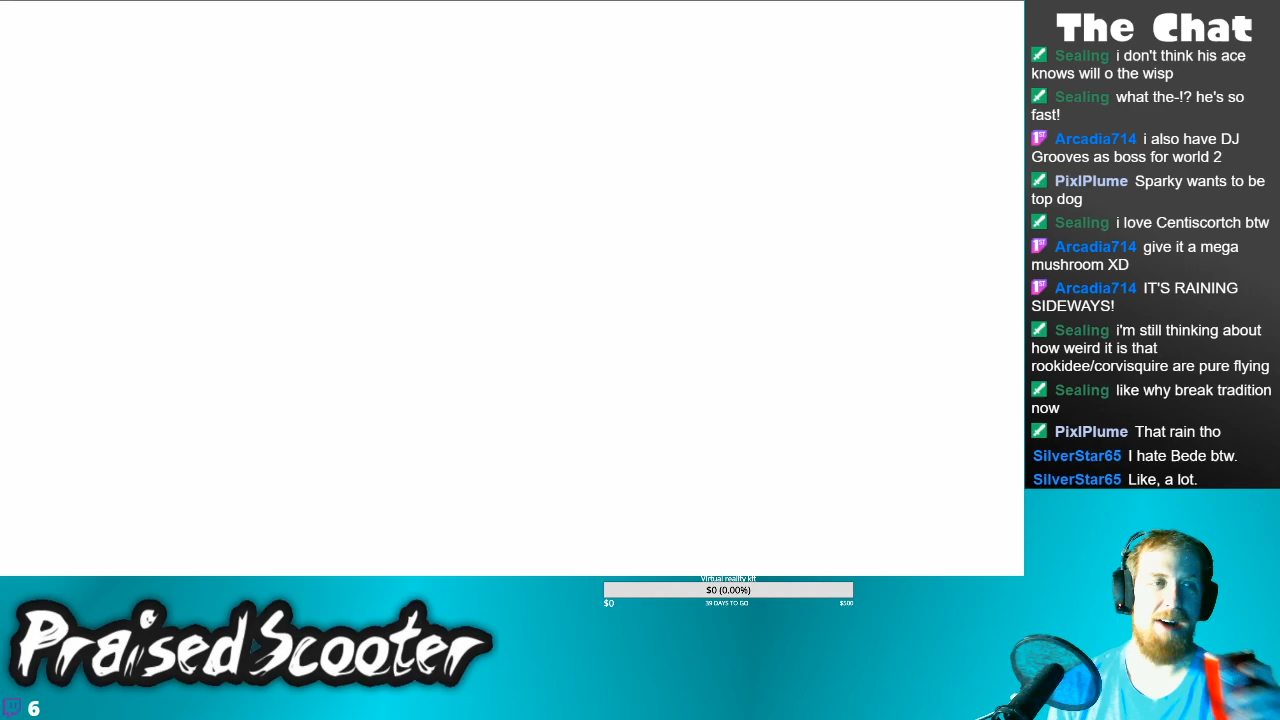 The Chat
Sealing i don't think his ace
knows will o the wisp
Sealing what the-!? he's so
fast!
Arcadia714 i also have DJ
Grooves as boss for world 2
PixlPlume Sparky wants to be
top dog
Sealing i love Centiscortch btw
Arcadia714 give it a mega
mushroom XD
Arcadia714 IT'S RAINING
SIDEWAYS!
Sealing i'm still thinking about
how weird it is that
rookidee/corvisquire are pure flying
Sealing like why break tradition
now
PixlPlume That rain tho
SilverStar65 I hate Bede btw.
SilverStar65 Like, a lot.
Virtual reality kit
$0 (0.00%)
$0 39 DAYS TO GO $500
PraisedScooter
6
1ST
1ST
1ST